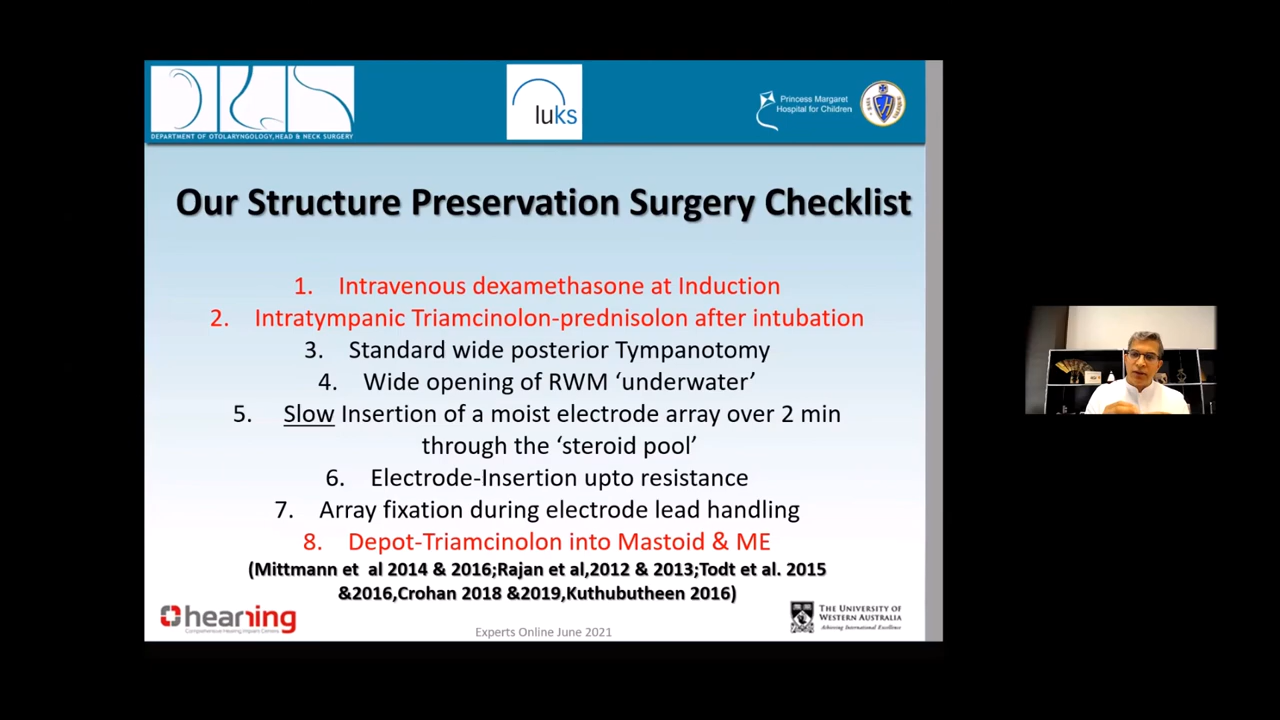 DEPARTMENT OF OTOLARYNGOLOGY,HEAD & NECK SURGERY
luks
Princess Margaret
Hospital for Children
Our Structure Preservation Surgery Checklist
1. Intravenous dexamethasone at Induction
2. Intratympanic Triamcinolon-prednisolon after intubation
3. Standard wide posterior Tympanotomy
4. Wide opening of RWM ‘underwater’
5. Slow Insertion of a moist electrode array over 2 min
through the ‘steroid pool’
6. Electrode-Insertion upto resistance
7. Array fixation during electrode lead handling
8. Depot-Triamcinolon into Mastoid & ME
(Mittmann et al 2014 & 2016;Rajan et al,2012 & 2013;Todt et al. 2015
&2016,Crohan 2018 &2019,Kuthubutheen 2016)
hearing
Comprehensive Hearing Implant Centre
Experts Online June 2021
THE UNIVERSITY OF
WESTERN AUSTRALIA
Achieving International Excellence